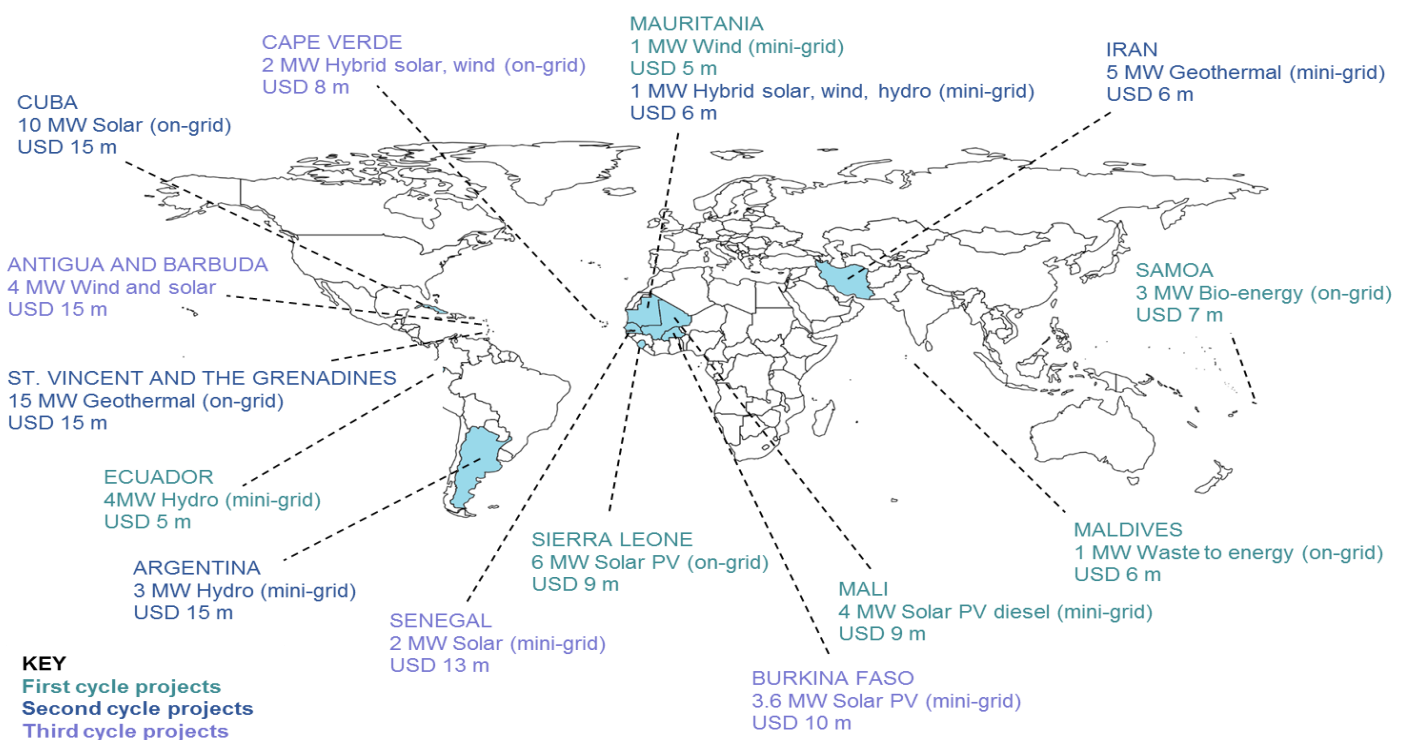 MAURITANIA
1 MW Wind (mini-grid)
USD 5 m
1 MW Hybrid solar, wind, hydro (mini-grid)
USD 6 m
CAPE VERDE
2 MW Hybrid solar, wind (on-grid)
USD 8 m
IRAN
5 MW Geothermal (mini-grid)
USD 6 m
CUBA
10 MW Solar (on-grid)
USD 15 m
ANTIGUA AND BARBUDA
4 MW Wind and solar
USD 15 m
SAMOA
3 MW Bio-energy (on-grid)
USD 7 m
ST. VINCENT AND THE GRENADINES
15 MW Geothermal (on-grid)
USD 15 m
ECUADOR
4MW Hydro (mini-grid)
USD 5 m
ARGENTINA
3 MW Hydro (mini-grid)
USD 15 m
SIERRA LEONE
6 MW Solar PV (on-grid)
USD 9 m
MALDIVES
1 MW Waste to energy (on-grid)
USD 6 m
MALI
4 MW Solar PV diesel (mini-grid)
USD 9 m
SENEGAL
2 MW Solar (mini-grid)
USD 13 m
BURKINA FASO
3.6 MW Solar PV (mini-grid)
USD 10 m
KEY
First cycle projects
Second cycle projects
Third cycle projects